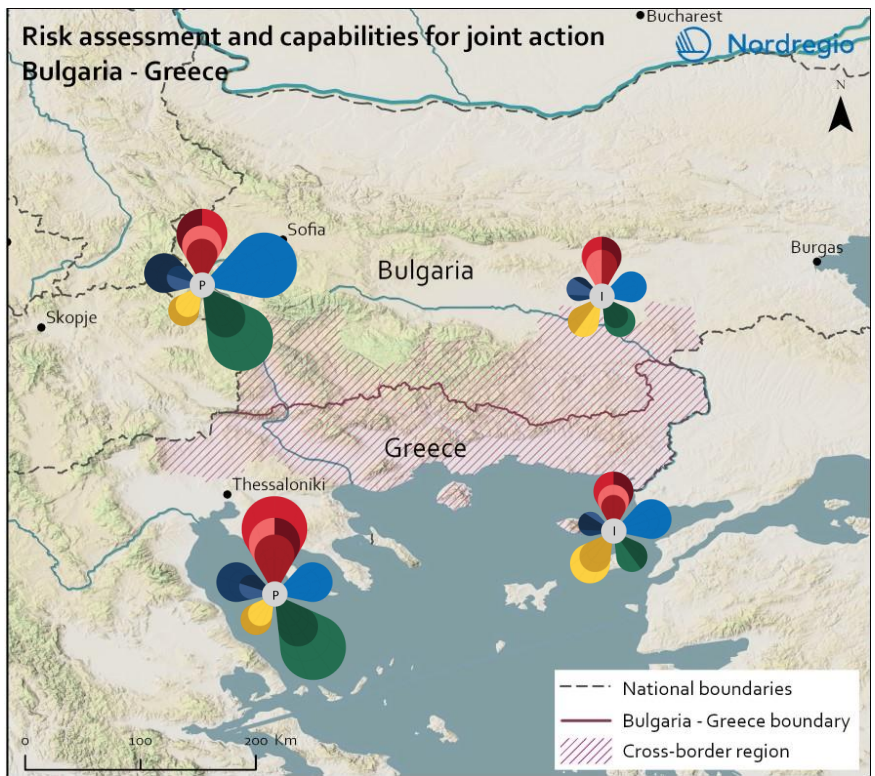 Risk assessment and capabilities for joint action
Bulgaria - Greece
Bucharest
Nordregio
N
Sofia
Burgas
Bulgaria
P
I
Skopje
Greece
Thessaloniki
I
P
National boundaries
Bulgaria - Greece boundary
Cross-border region
0 100 200 Km